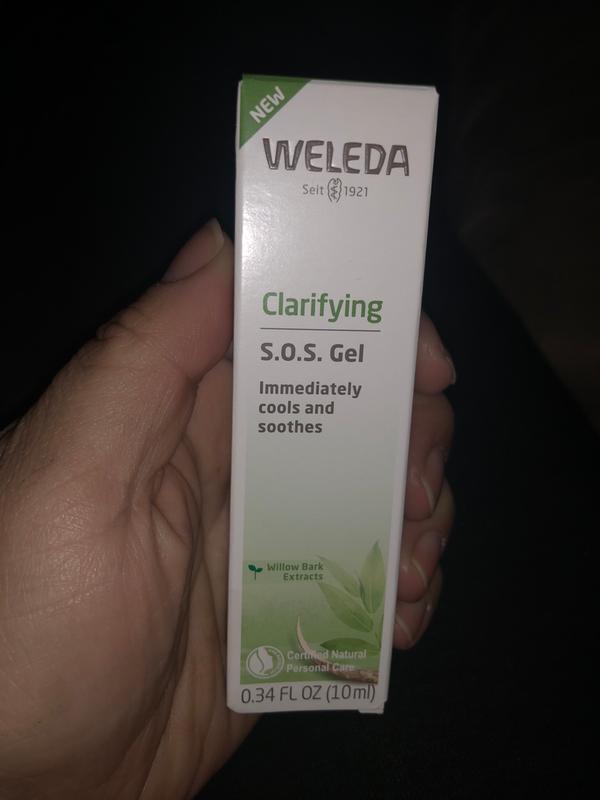 NEW
WELEDA
Seit 1921
Clarifying
S.O.S. Gel
Immediately
cools and
soothes
Willow Bark
Extracts
Certified Natural
Personal Care
0.34 FL OZ (10ml)